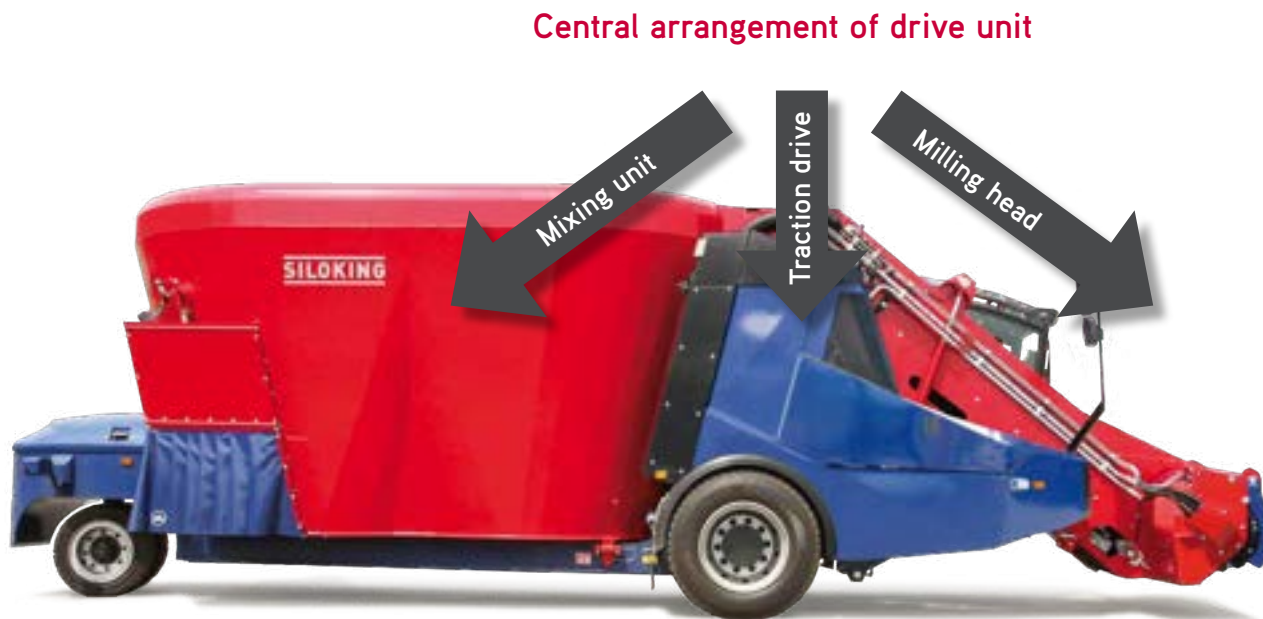 Central arrangement of drive unit
Mixing unit
Traction drive
Milling head
SILOKING